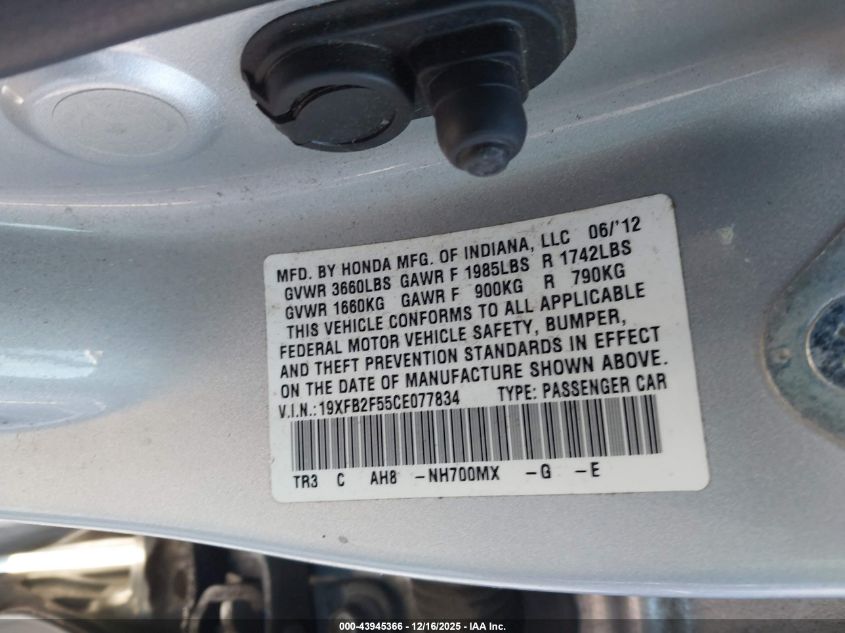 MFD. BY HONDA MFG. OF INDIANA, LLC 06/'12
GVWR 3660LBS GAWR F 1985LBS R 1742LBS
GVWR 1660KG GAWR F 900KG R 790KG
THIS VEHICLE CONFORMS TO ALL APPLICABLE
FEDERAL MOTOR VEHICLE SAFETY, BUMPER,
AND THEFT PREVENTION STANDARDS IN EFFECT
ON THE DATE OF MANUFACTURE SHOWN ABOVE.
V.I.N.:19XFB2F55CE077834 TYPE: PASSENGER CAR
TR3 C AH8 -NH700MX -G -E
000-43945366 - 12/16/2025 - IAA Inc.